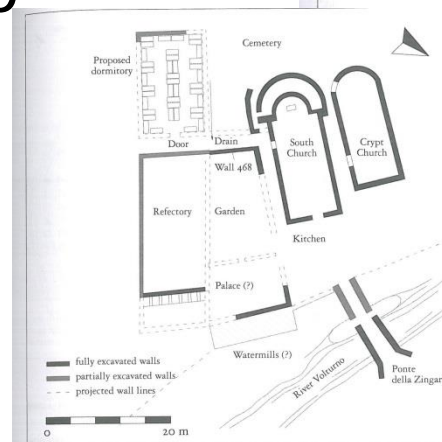 Cemetery
Proposed
dormitory
Door
Drain
Wall 468
South
Church
Crypt
Church
Refectory
Garden
Kitchen
Palace (?)
Watermills (?)
River Volturno
Ponte
della Zingar
fully excavated walls
partially excavated walls
projected wall lines
0
20 m